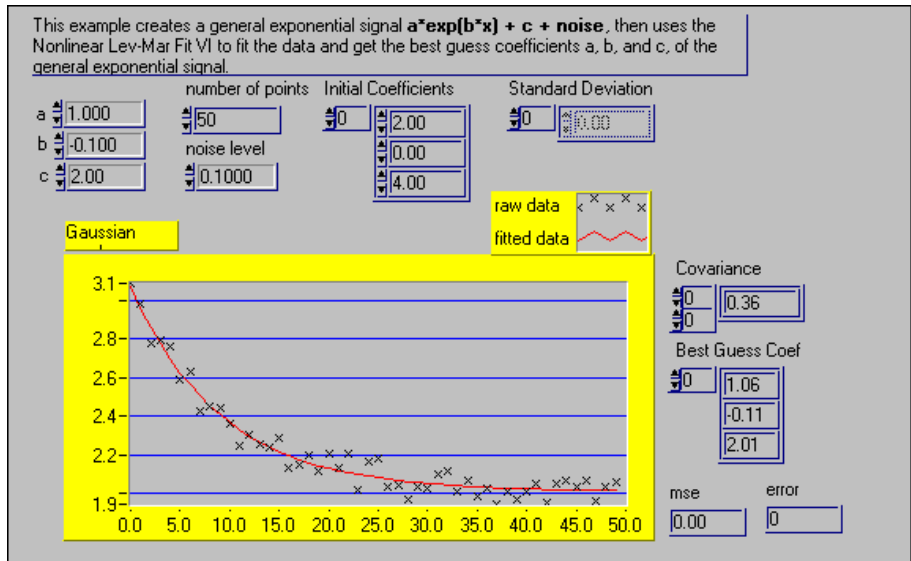 This example creates a general exponential signal a*exp(b*x) + c + noise, then uses the
Nonlinear Lev-Mar Fit VI to fit the data and get the best guess coefficients a, b, and c, of the
general exponential signal.
number of points Initial Coefficients Standard Deviation
a 1.000 50 0 2.00 0 0.00
b -0.100 noise level 0.00
c 2.00 0.1000 4.00
raw data
Gaussian fitted data
Covariance
3.1 0 0.36
0
2.8
Best Guess Coef
2.6 0 1.06
2.4 -0.11
2.01
2.2
mse error
1.9 0.00 0
0.0 5.0 10.0 15.0 20.0 25.0 30.0 35.0 40.0 45.0 50.0